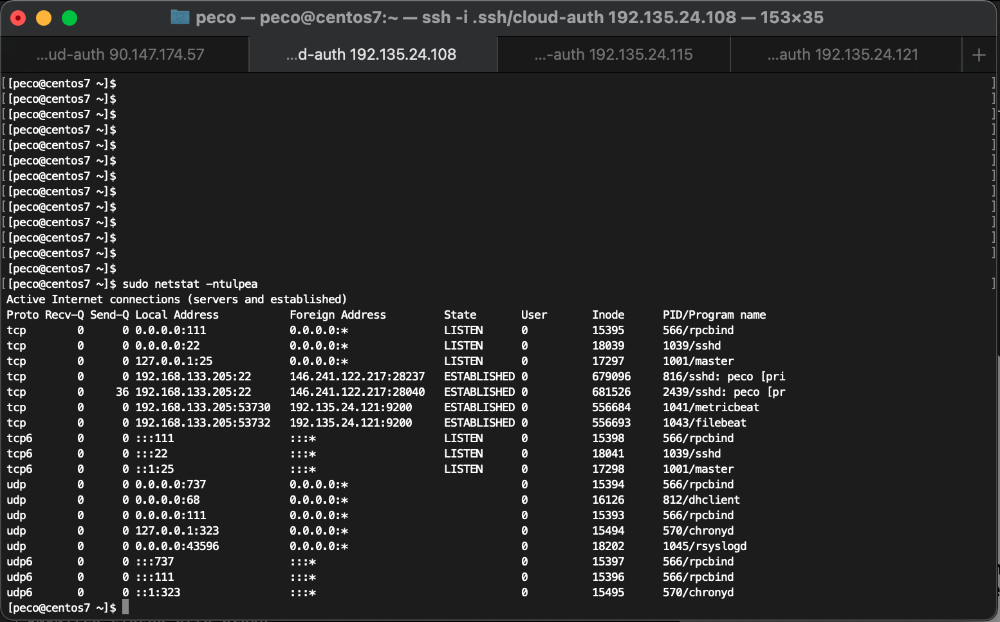 peco — peco@centos7:~ — ssh -i .ssh/cloud-auth 192.135.24.108 — 153×35
...ud-auth 90.147.174.57 ...d-auth 192.135.24.108 ...-auth 192.135.24.115 ...auth 192.135.24.121 +
[[peco@centos7 ~]$ ]
[[peco@centos7 ~]$ ]
[[peco@centos7 ~]$ ]
[[peco@centos7 ~]$ ]
[[peco@centos7 ~]$ ]
[[peco@centos7 ~]$ ]
[[peco@centos7 ~]$ ]
[[peco@centos7 ~]$ ]
[[peco@centos7 ~]$ ]
[[peco@centos7 ~]$ ]
[[peco@centos7 ~]$ ]
[[peco@centos7 ~]$ ]
[peco@centos7 ~]$
[[peco@centos7 ~]$ sudo netstat -ntulpea ]
Active Internet connections (servers and established)
Proto Recv-Q Send-Q Local Address Foreign Address State User Inode PID/Program name
tcp 0 0 0.0.0.0:111 0.0.0.0:* LISTEN 0 15395 566/rpcbind
tcp 0 0 0.0.0.0:22 0.0.0.0:* LISTEN 0 18039 1039/sshd
tcp 0 0 127.0.0.1:25 0.0.0.0:* LISTEN 0 17297 1001/master
tcp 0 0 192.168.133.205:22 146.241.122.217:28237 ESTABLISHED 0 679096 816/sshd: peco [pri
tcp 0 36 192.168.133.205:22 146.241.122.217:28040 ESTABLISHED 0 681526 2439/sshd: peco [pr
tcp 0 0 192.168.133.205:53730 192.135.24.121:9200 ESTABLISHED 0 556684 1041/metricbeat
tcp 0 0 192.168.133.205:53732 192.135.24.121:9200 ESTABLISHED 0 556693 1043/filebeat
tcp6 0 0 :::111 :::* LISTEN 0 15398 566/rpcbind
tcp6 0 0 :::22 :::* LISTEN 0 18041 1039/sshd
tcp6 0 0 ::1:25 :::* LISTEN 0 17298 1001/master
udp 0 0 0.0.0.0:737 0.0.0.0:* 0 15394 566/rpcbind
udp 0 0 0.0.0.0:68 0.0.0.0:* 0 16126 812/dhclient
udp 0 0 0.0.0.0:111 0.0.0.0:* 0 15393 566/rpcbind
udp 0 0 127.0.0.1:323 0.0.0.0:* 0 15494 570/chronyd
udp 0 0 0.0.0.0:43596 0.0.0.0:* 0 18202 1045/rsyslogd
udp6 0 0 :::737 :::* 0 15397 566/rpcbind
udp6 0 0 :::111 :::* 0 15396 566/rpcbind
udp6 0 0 ::1:323 :::* 0 15495 570/chronyd
[peco@centos7 ~]$